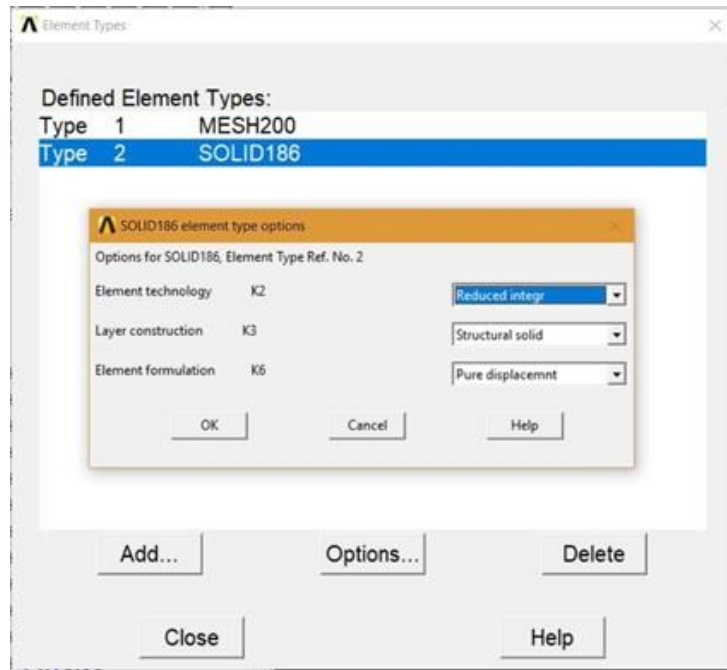 Element Types
Defined Element Types:
Type 1 MESH200
Type 2 SOLID186
SOLID186 element type options
Options for SOLID186, Element Type Ref. No. 2
Element technology K2 Reduced integr
Layer construction K3 Structural solid
Element formulation K6 Pure displacemnt
OK Cancel Help
Add... Options... Delete
Close Help